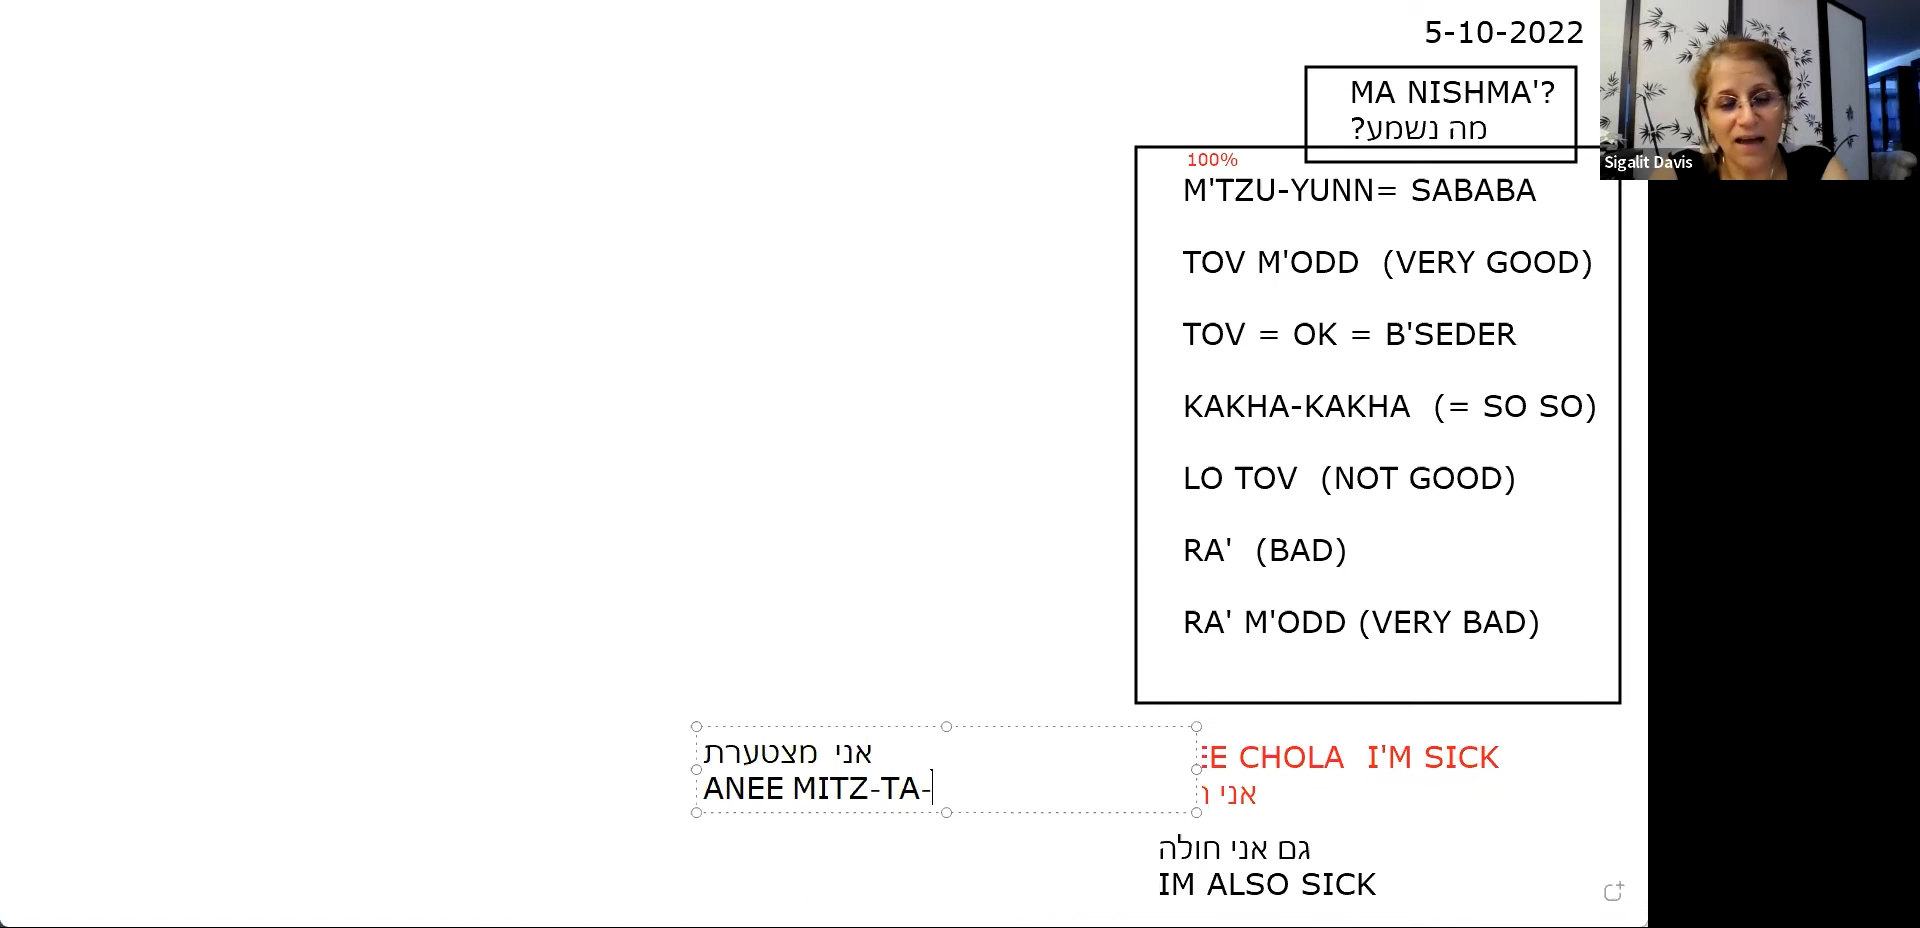 5-10-2022
MA NISHMA'?
מה נשמע?
Sigalit Davis
100%
M'TZU-YUNN= SABABA
TOV M'ODD (VERY GOOD)
TOV = OK = B'SEDER
KAKHA-KAKHA (= SO SO)
LO TOV (NOT GOOD)
RA' (BAD)
RA' M'ODD (VERY BAD)
אני מצטערת
ANEE MITZ-TA-
CHOLA I'M SICK
אני
גם אני חולה
IM ALSO SICK